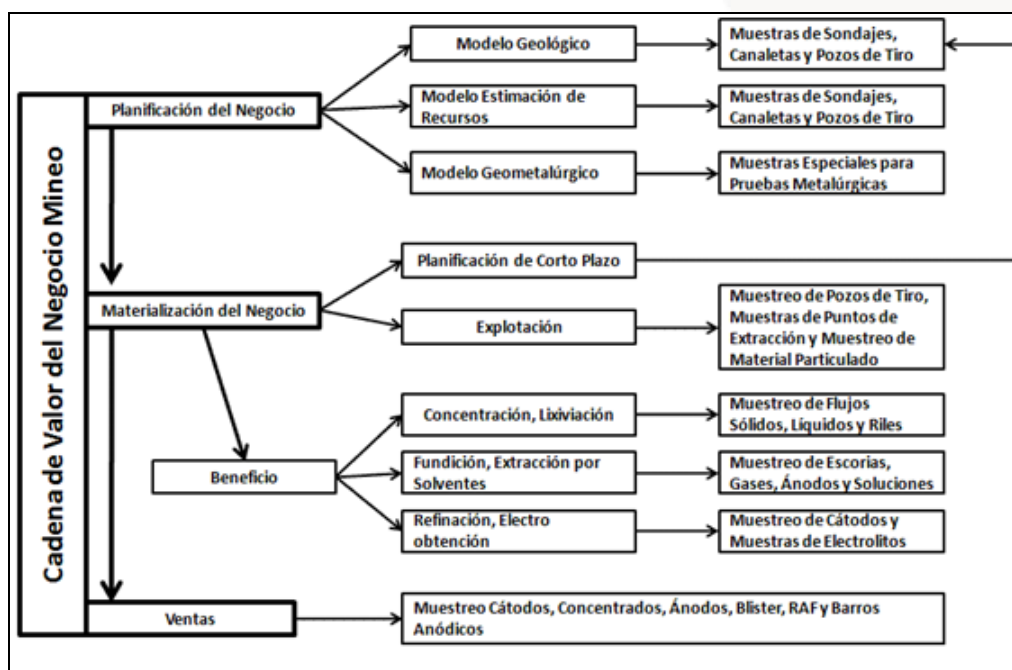 Cadena de Valor del Negocio Mineo
Planificación del Negocio
Modelo Geológico
Muestras de Sondajes,
Canaletas y Pozos de Tiro
Modelo Estimación de
Recursos
Muestras de Sondajes,
Canaletas y Pozos de Tiro
Modelo Geometalúrgico
Muestras Especiales para
Pruebas Metalúrgicas
Materialización del Negocio
Planificación de Corto Plazo
Explotación
Muestreo de Pozos de Tiro,
Muestras de Puntos de
Extracción y Muestreo de
Material Particulado
Beneficio
Concentración, Lixiviación
Muestreo de Flujos
Sólidos, Líquidos y Riles
Fundición, Extracción por
Solventes
Muestreo de Escorias,
Gases, Ánodos y Soluciones
Refinación, Electro
obtención
Muestreo de Cátodos y
Muestras de Electrolitos
Ventas
Muestreo Cátodos, Concentrados, Ánodos, Blister, RAF y Barros
Anódicos